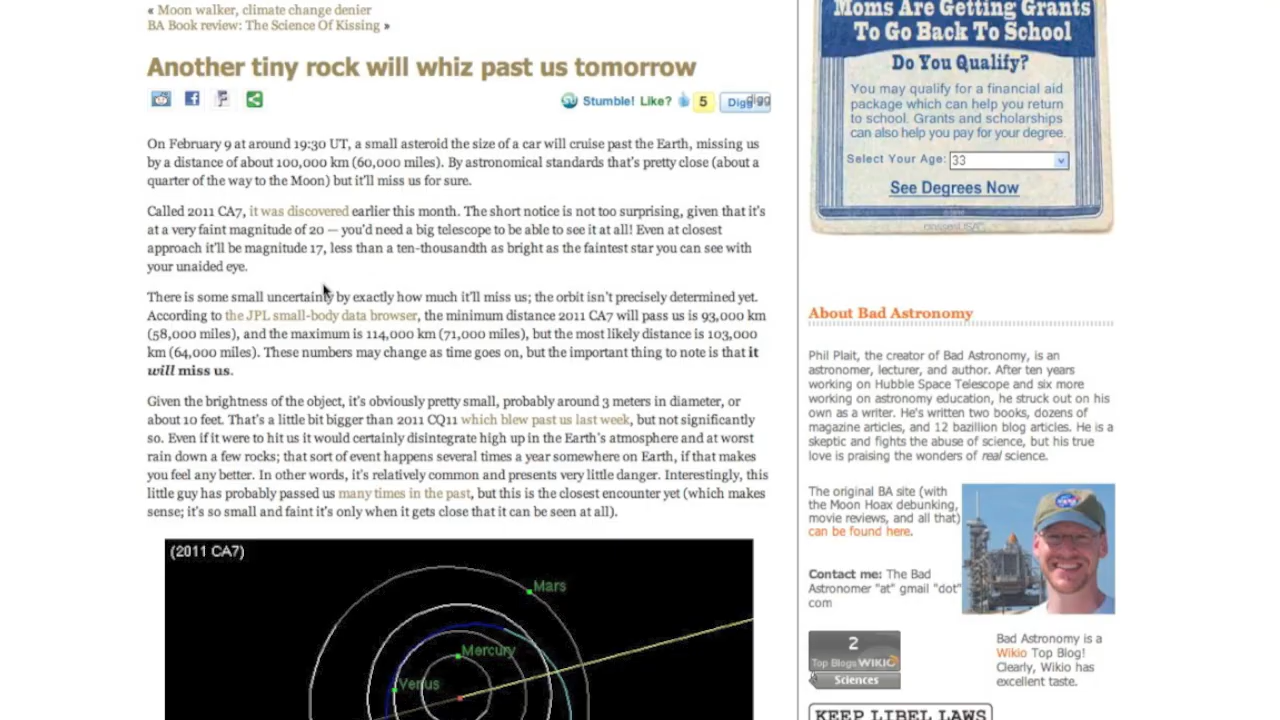 « Moon walker, climate change denier
BA Book review: The Science Of Kissing »
Another tiny rock will whiz past us tomorrow
Stumble! Like? 5 Digg digg
On February 9 at around 19:30 UT, a small asteroid the size of a car will cruise past the Earth, missing us
by a distance of about 100,000 km (60,000 miles). By astronomical standards that's pretty close (about a
quarter of the way to the Moon) but it'll miss us for sure.
Called 2011 CA7, it was discovered earlier this month. The short notice is not too surprising, given that it's
at a very faint magnitude of 20 — you'd need a big telescope to be able to see it at all! Even at closest
approach it'll be magnitude 17, less than a ten-thousandth as bright as the faintest star you can see with
your unaided eye.
There is some small uncertainty by exactly how much it'll miss us; the orbit isn't precisely determined yet.
According to the JPL small-body data browser, the minimum distance 2011 CA7 will pass us is 93,000 km
(58,000 miles), and the maximum is 114,000 km (71,000 miles), but the most likely distance is 103,000
km (64,000 miles). These numbers may change as time goes on, but the important thing to note is that it
will miss us.
Given the brightness of the object, it's obviously pretty small, probably around 3 meters in diameter, or
about 10 feet. That's a little bit bigger than 2011 CQ11 which blew past us last week, but not significantly
so. Even if it were to hit us it would certainly disintegrate high up in the Earth's atmosphere and at worst
rain down a few rocks; that sort of event happens several times a year somewhere on Earth, if that makes
you feel any better. In other words, it's relatively common and presents very little danger. Interestingly, this
little guy has probably passed us many times in the past, but this is the closest encounter yet (which makes
sense; it's so small and faint it's only when it gets close that it can be seen at all).
(2011 CA7)
Mars
Mercury
Venus
Moms Are Getting Grants
To Go Back To School
Do You Qualify?
You may qualify for a financial aid
package which can help you return
to school. Grants and scholarships
can also help you pay for your degree.
Select Your Age: 33
See Degrees Now
About Bad Astronomy
Phil Plait, the creator of Bad Astronomy, is an
astronomer, lecturer, and author. After ten years
working on Hubble Space Telescope and six more
working on astronomy education, he struck out on his
own as a writer. He's written two books, dozens of
magazine articles, and 12 bazillion blog articles. He is a
skeptic and fights the abuse of science, but his true
love is praising the wonders of real science.
The original BA site (with
the Moon Hoax debunking,
movie reviews, and all that)
can be found here.
Contact me: The Bad
Astronomer "at" gmail "dot"
com
2
Top Blogs WIKIO
Sciences
Bad Astronomy is a
Wikio Top Blog!
Clearly, Wikio has
excellent taste.
KEEP LIBEL LAWS